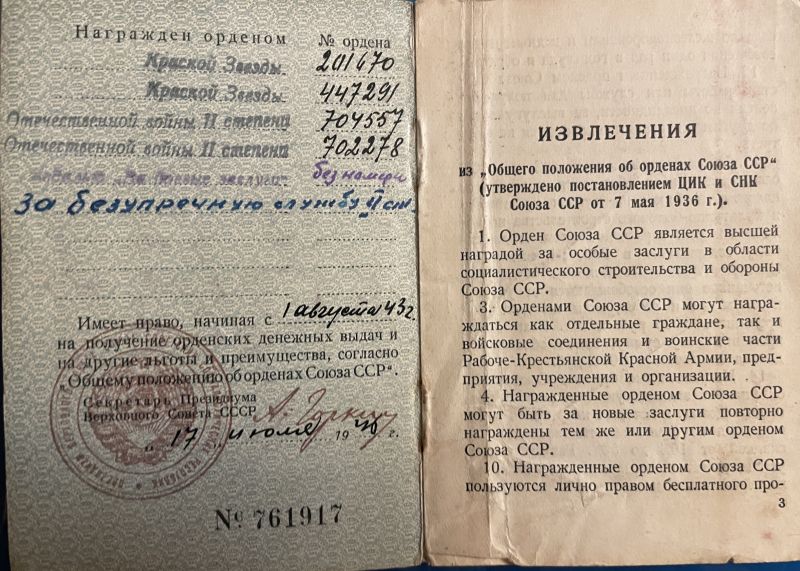 Награжден орденом № ордена
Красной Звезды 201670
Красной Звезды 447291
Отечественной войны II степени 704557
Отечественной войны II степени 702278
медалью „За боевые заслуги“ без номера
За безупречную службу II ст.
Имеет право, начиная с 1 августа 43 г.
на получение орденских денежных выдач и
на другие льготы и преимущества, согласно
„Общему положению об орденах Союза ССР“.
Секретарь Президиума
Верховного Совета СССР А. Горкин
„ 17 июля 1946 г.
№ 761917
ИЗВЛЕЧЕНИЯ
из „Общего положения об орденах Союза ССР“
(утверждено постановлением ЦИК и СНК
Союза ССР от 7 мая 1936 г.).
1. Орден Союза ССР является высшей
наградой за особые заслуги в области
социалистического строительства и обороны
Союза ССР.
3. Орденами Союза ССР могут награ-
ждаться как отдельные граждане, так и
войсковые соединения и воинские части
Рабоче-Крестьянской Красной Армии, пред-
приятия, учреждения и организации.
4. Награжденные орденом Союза ССР
могут быть за новые заслуги повторно
награждены тем же или другим орденом
Союза ССР.
10. Награжденные орденом Союза ССР
пользуются лично правом бесплатного про-
3